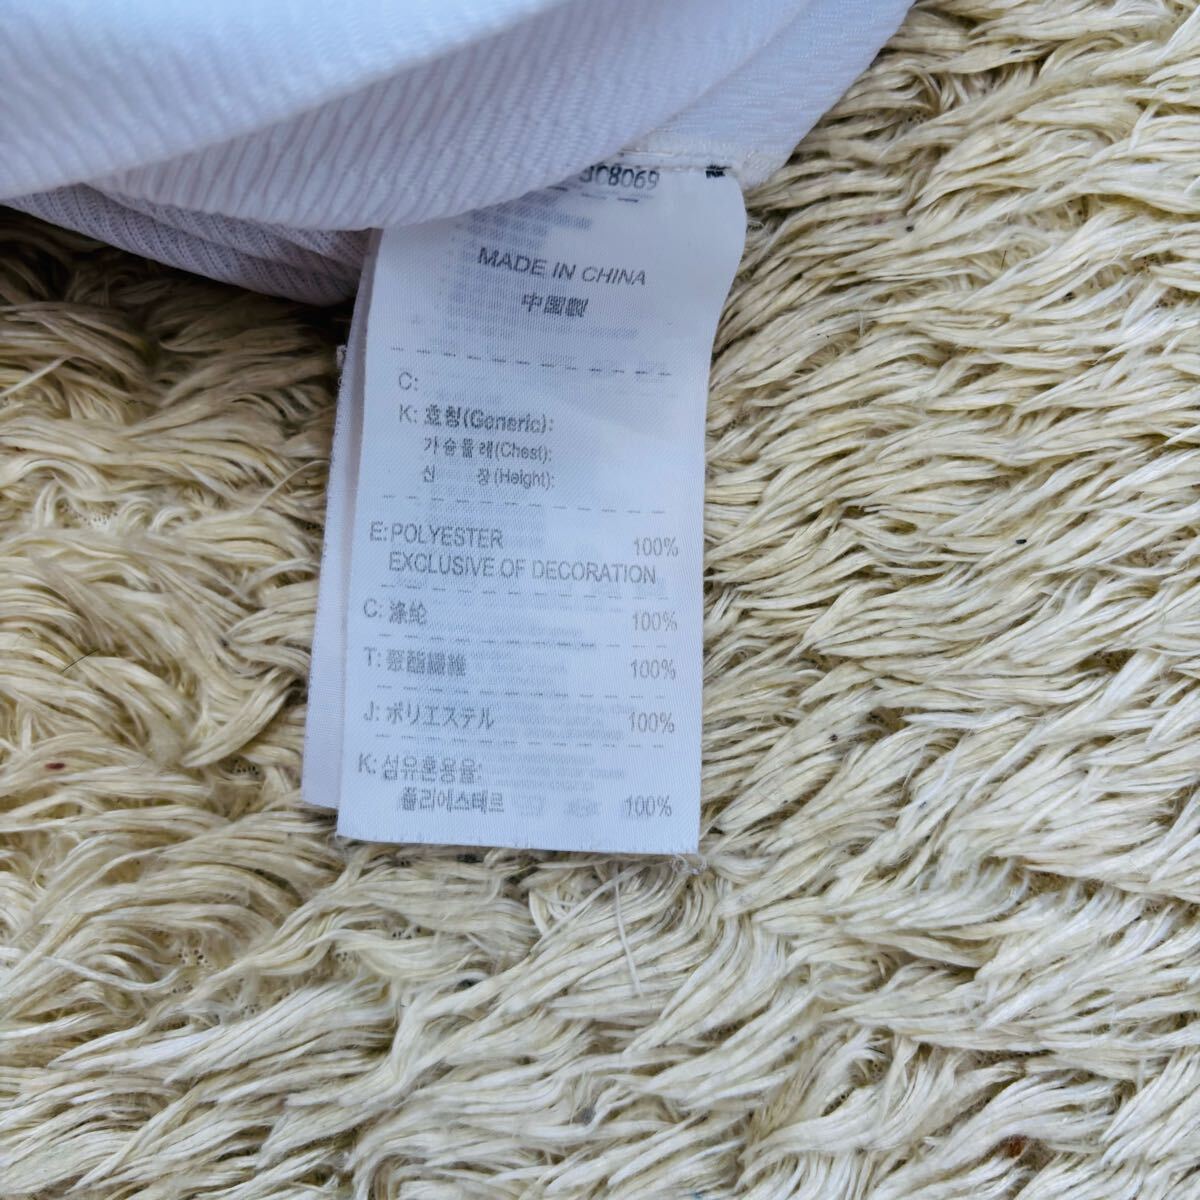 3C8069
MADE IN CHINA
中国製
C:
K: 호칭(Generic):
가슴둘레(Chest):
신 장(Height):
E: POLYESTER 100%
EXCLUSIVE OF DECORATION
C: 涤纶 100%
T: 聚酯纖維 100%
J: ポリエステル 100%
K: 섬유혼용율:
폴리에스테르 100%